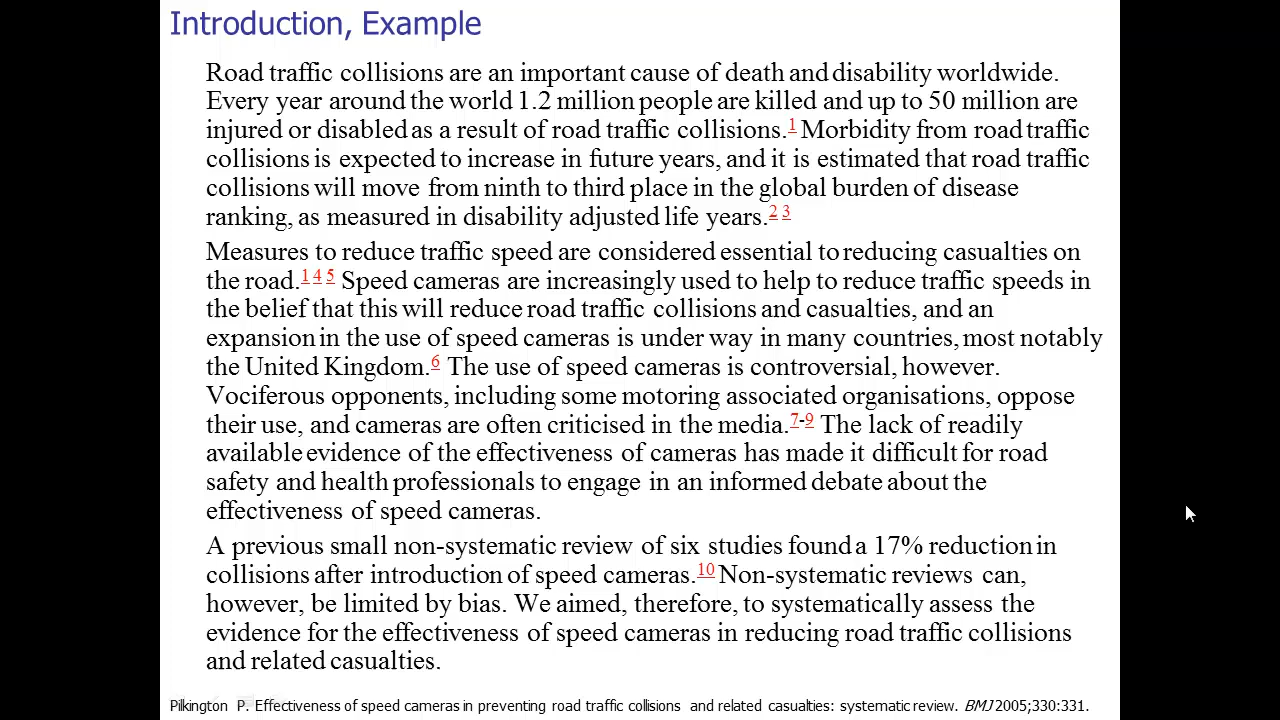 Introduction, Example
Road traffic collisions are an important cause of death and disability worldwide.
Every year around the world 1.2 million people are killed and up to 50 million are
injured or disabled as a result of road traffic collisions.1 Morbidity from road traffic
collisions is expected to increase in future years, and it is estimated that road traffic
collisions will move from ninth to third place in the global burden of disease
ranking, as measured in disability adjusted life years.2 3
Measures to reduce traffic speed are considered essential to reducing casualties on
the road.1 4 5 Speed cameras are increasingly used to help to reduce traffic speeds in
the belief that this will reduce road traffic collisions and casualties, and an
expansion in the use of speed cameras is under way in many countries, most notably
the United Kingdom.6 The use of speed cameras is controversial, however.
Vociferous opponents, including some motoring associated organisations, oppose
their use, and cameras are often criticised in the media.7-9 The lack of readily
available evidence of the effectiveness of cameras has made it difficult for road
safety and health professionals to engage in an informed debate about the
effectiveness of speed cameras.
A previous small non-systematic review of six studies found a 17% reduction in
collisions after introduction of speed cameras.10 Non-systematic reviews can,
however, be limited by bias. We aimed, therefore, to systematically assess the
evidence for the effectiveness of speed cameras in reducing road traffic collisions
and related casualties.
Pilkington P. Effectiveness of speed cameras in preventing road traffic collisions and related casualties: systematic review. BMJ 2005;330:331.